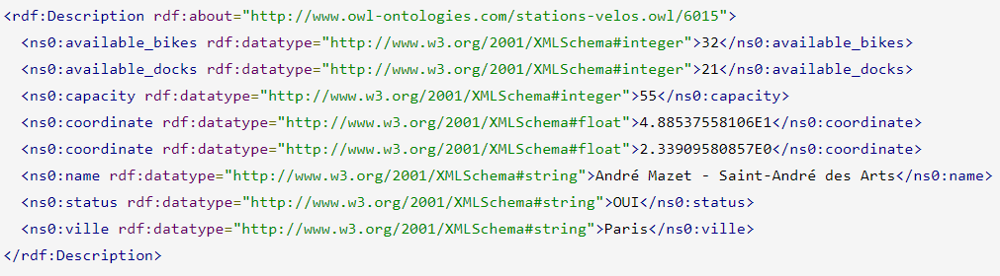 <rdf:Description rdf:about="http://www.owl-ontologies.com/stations-velos.owl/6015">
<ns0:available_bikes rdf:datatype="http://www.w3.org/2001/XMLSchema#integer">32</ns0:available_bikes>
<ns0:available_docks rdf:datatype="http://www.w3.org/2001/XMLSchema#integer">21</ns0:available_docks>
<ns0:capacity rdf:datatype="http://www.w3.org/2001/XMLSchema#integer">55</ns0:capacity>
<ns0:coordinate rdf:datatype="http://www.w3.org/2001/XMLSchema#float">4.88537558106E1</ns0:coordinate>
<ns0:coordinate rdf:datatype="http://www.w3.org/2001/XMLSchema#float">2.33909580857E0</ns0:coordinate>
<ns0:name rdf:datatype="http://www.w3.org/2001/XMLSchema#string">André Mazet - Saint-André des Arts</ns0:name>
<ns0:status rdf:datatype="http://www.w3.org/2001/XMLSchema#string">OUI</ns0:status>
<ns0:ville rdf:datatype="http://www.w3.org/2001/XMLSchema#string">Paris</ns0:ville>
</rdf:Description>